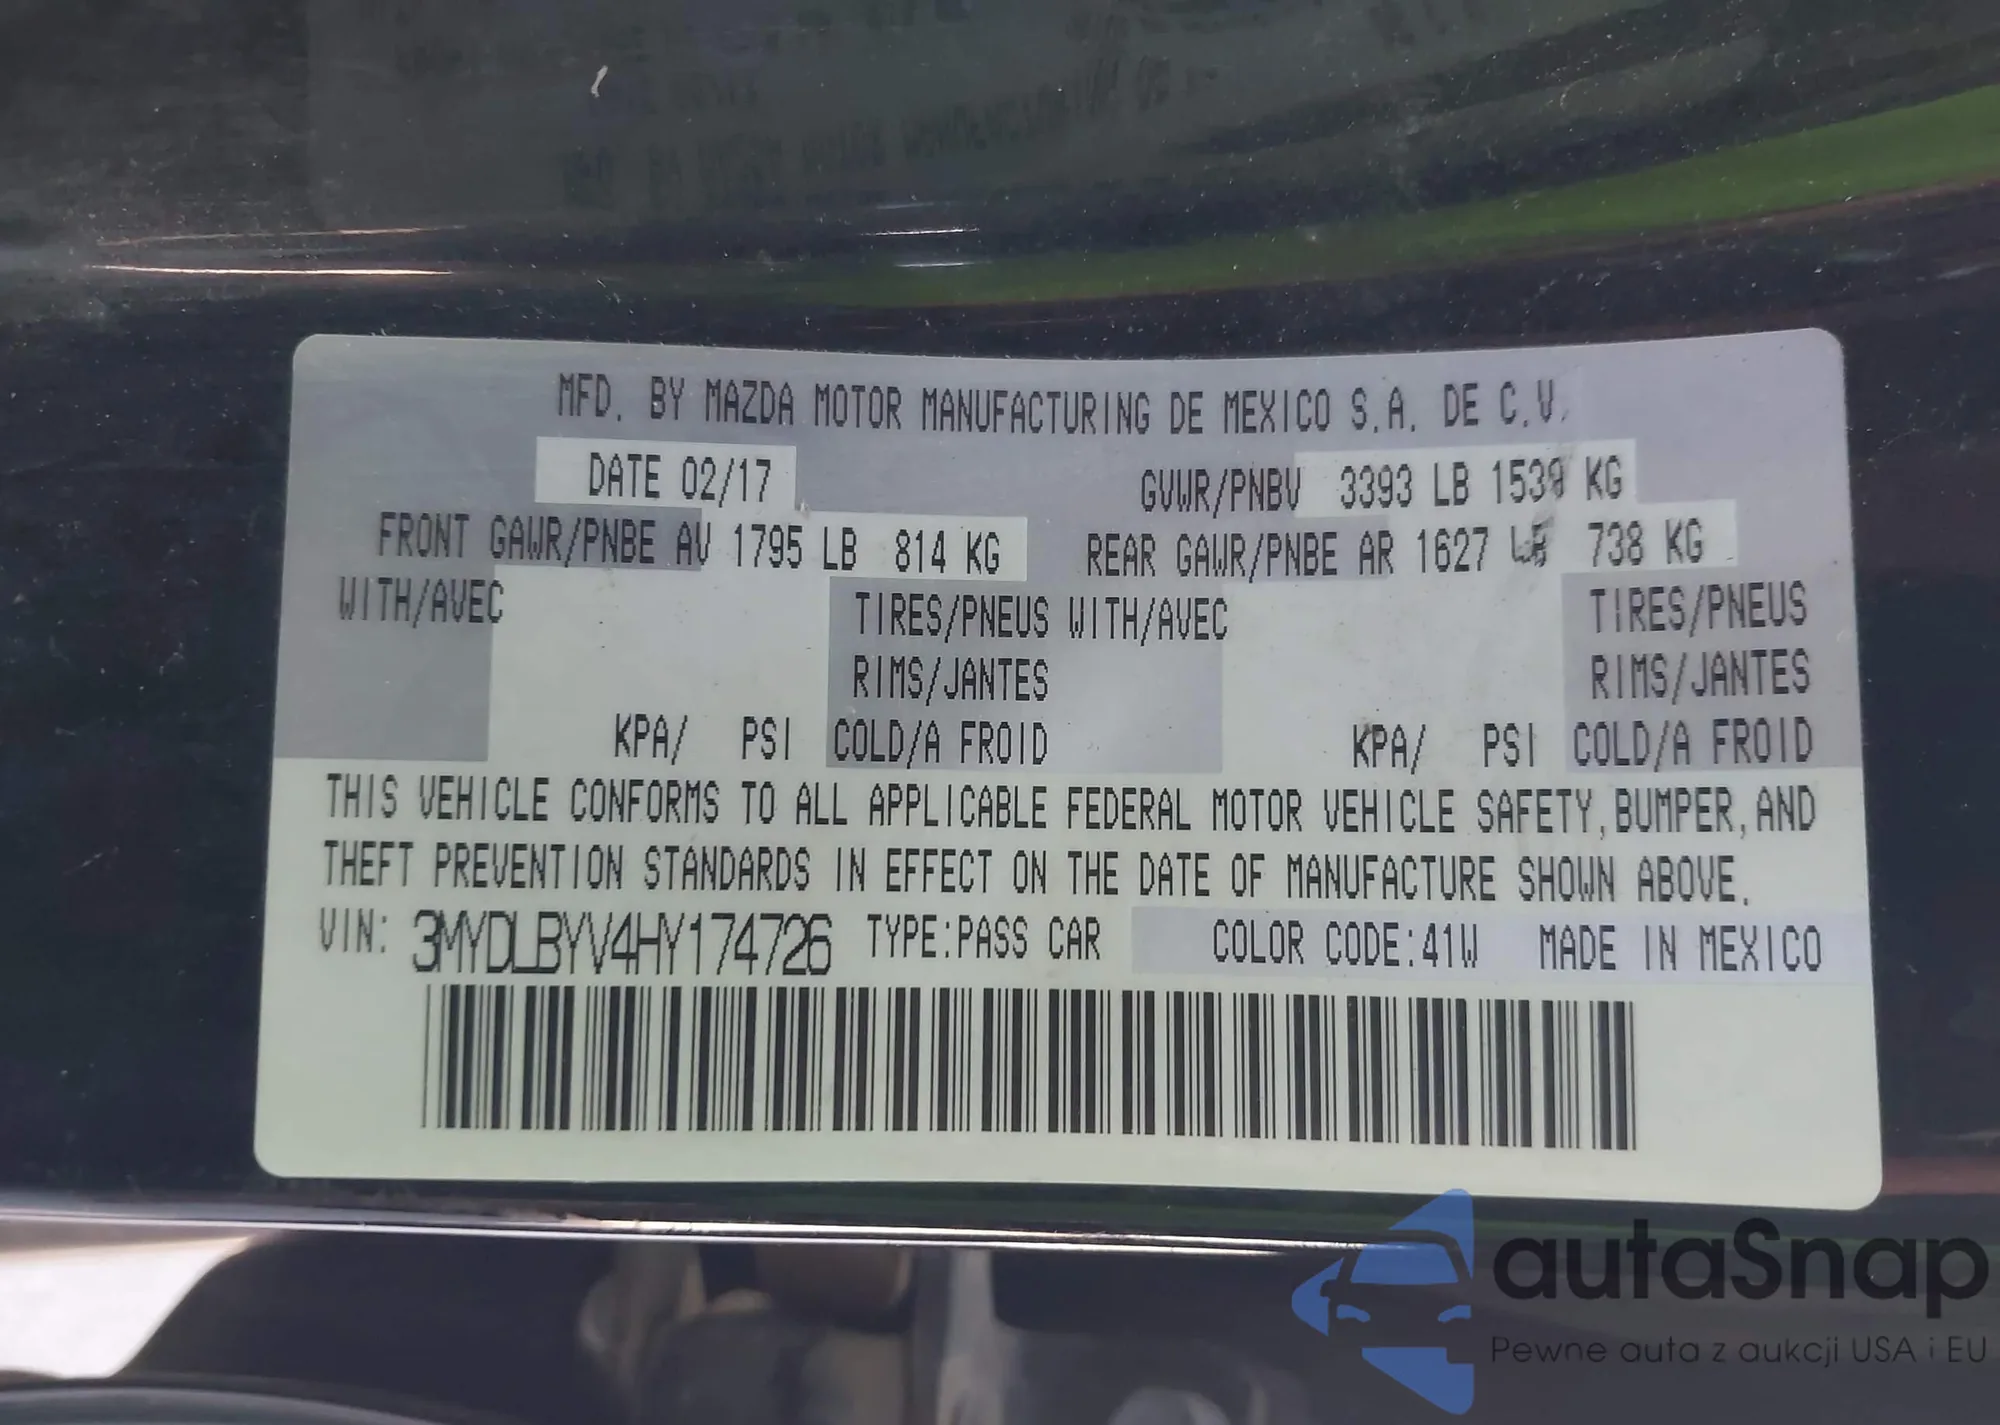 MFD. BY MAZDA MOTOR MANUFACTURING DE MEXICO S.A. DE C.V.
DATE 02/17 GVWR/PNBV 3393 LB 1539 KG
FRONT GAWR/PNBE AV 1795 LB 814 KG REAR GAWR/PNBE AR 1627 LB 738 KG
WITH/AVEC TIRES/PNEUS WITH/AVEC TIRES/PNEUS
RIMS/JANTES RIMS/JANTES
KPA/ PSI COLD/A FROID KPA/ PSI COLD/A FROID
THIS VEHICLE CONFORMS TO ALL APPLICABLE FEDERAL MOTOR VEHICLE SAFETY, BUMPER, AND
THEFT PREVENTION STANDARDS IN EFFECT ON THE DATE OF MANUFACTURE SHOWN ABOVE.
VIN: 3MYDLBYV4HY174726 TYPE:PASS CAR COLOR CODE:41W MADE IN MEXICO
autaSnap
Pewne auta z aukcji USA i EU